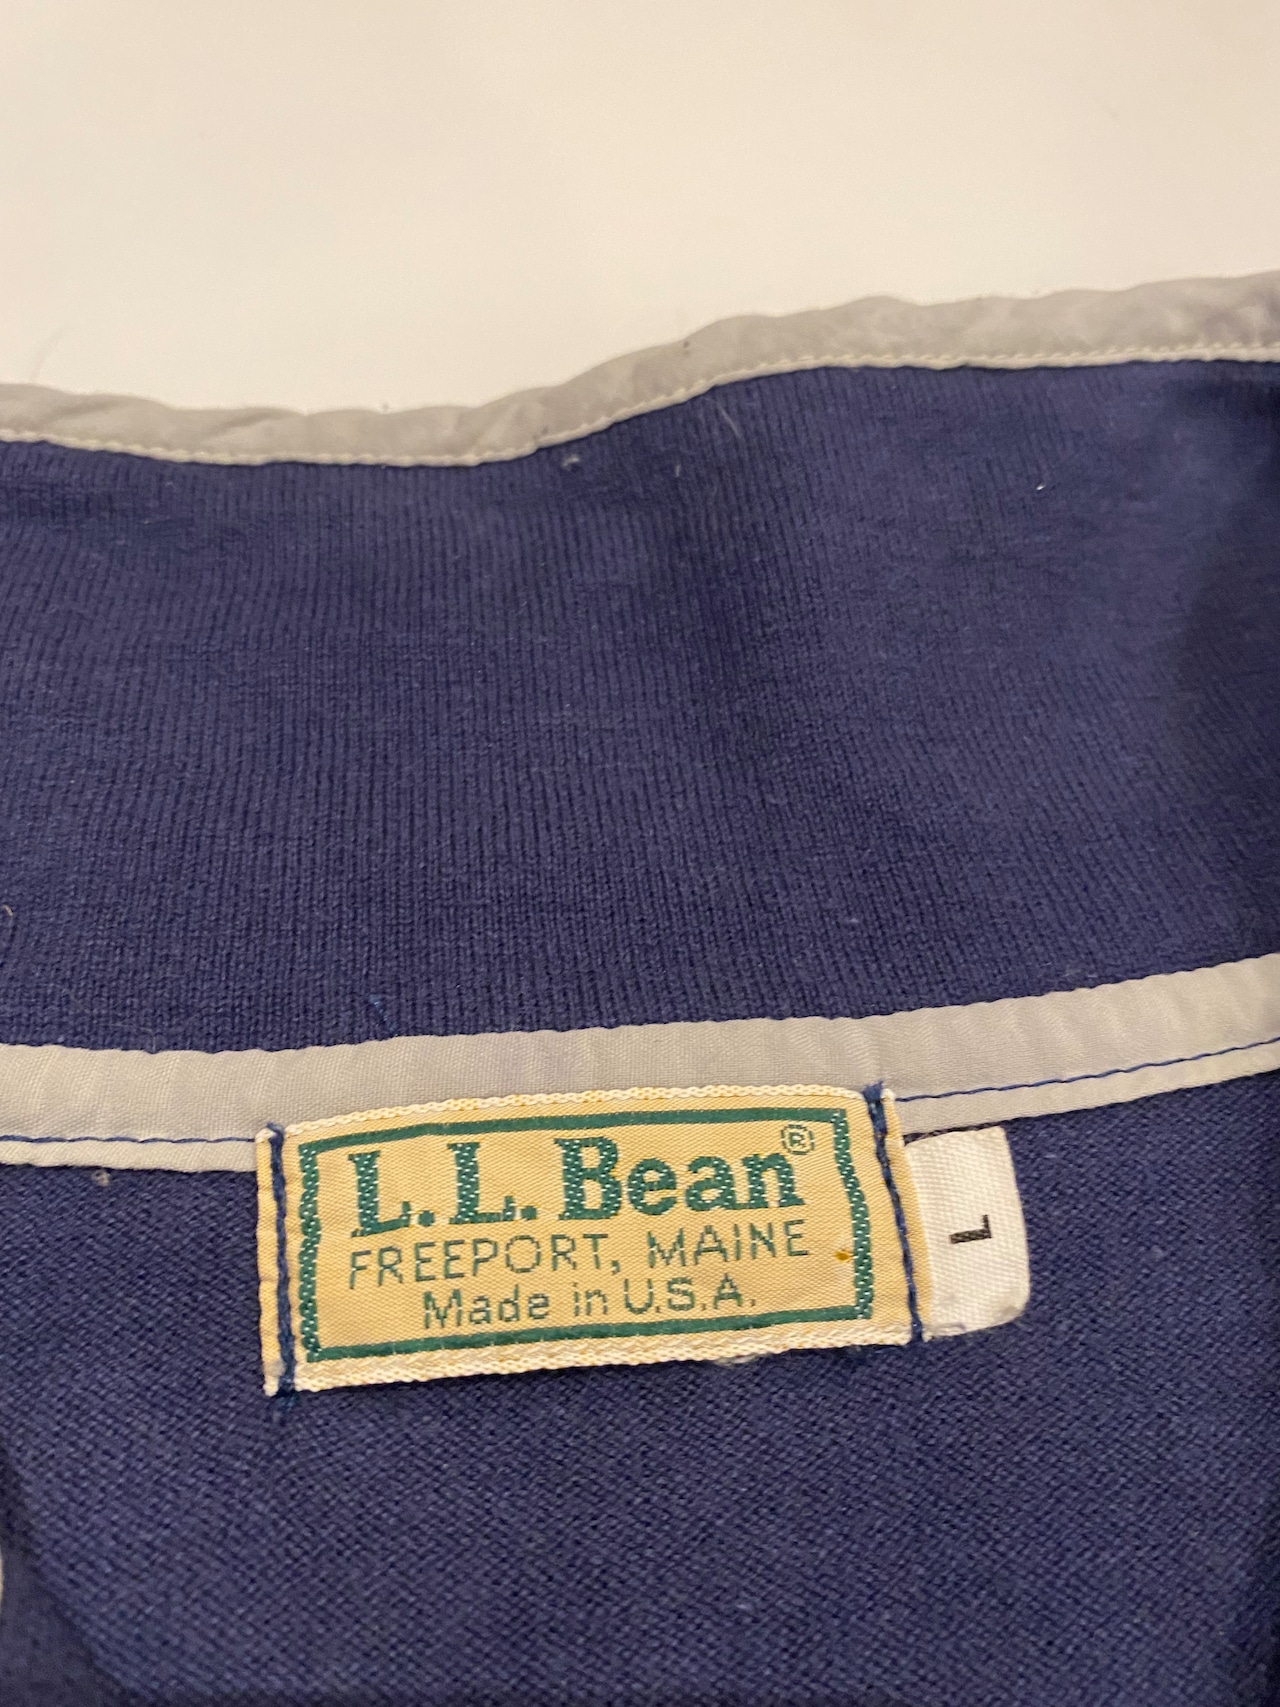 L.L.Bean®
FREEPORT, MAINE
Made in U.S.A.
L